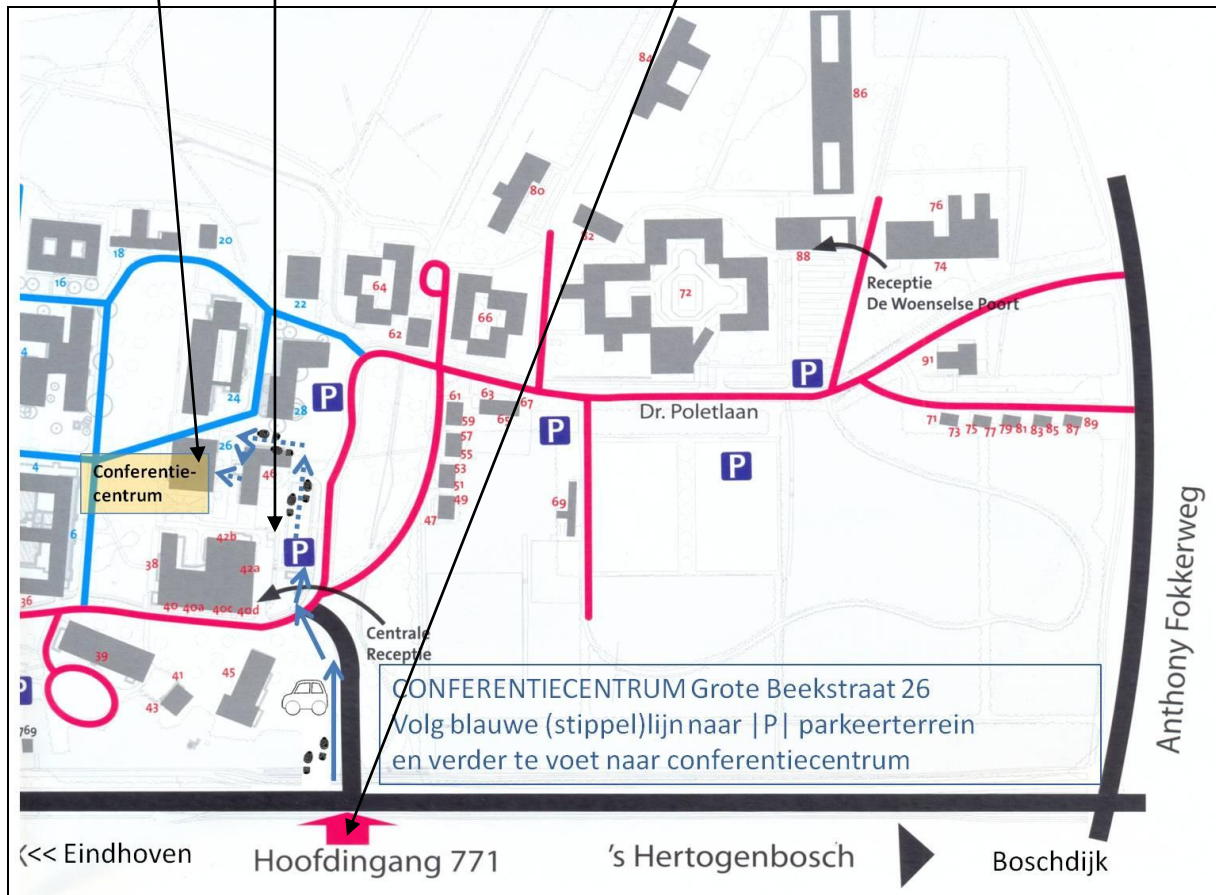 84
86
80
82
76
20
18
16
22
64
62
66
72
88
74
Receptie
De Woenselse Poort
91
4
24
28
P
61
63
67
65
59
Dr. Poletlaan
P
P
P
71
73
75
77
79
81
83
85
87
89
57
55
53
51
49
47
69
26
46
4
Conferentie-
centrum
6
42b
38
42a
P
36
40
40a
40c
40d
Centrale
Receptie
39
41
43
45
769
CONFERENTIECENTRUM Grote Beekstraat 26
Volg blauwe (stippel)lijn naar |P| parkeerterrein
en verder te voet naar conferentiecentrum
Anthony Fokkerweg
<< Eindhoven
Hoofdingang 771
's Hertogenbosch
Boschdijk